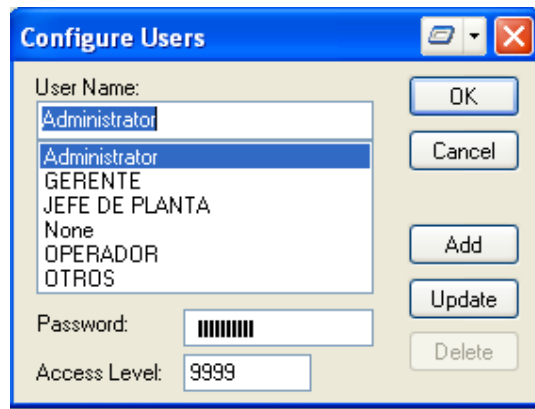 Configure Users
User Name:
Administrator
Administrator
GERENTE
JEFE DE PLANTA
None
OPERADOR
OTROS
Password:
Access Level: 9999
OK
Cancel
Add
Update
Delete